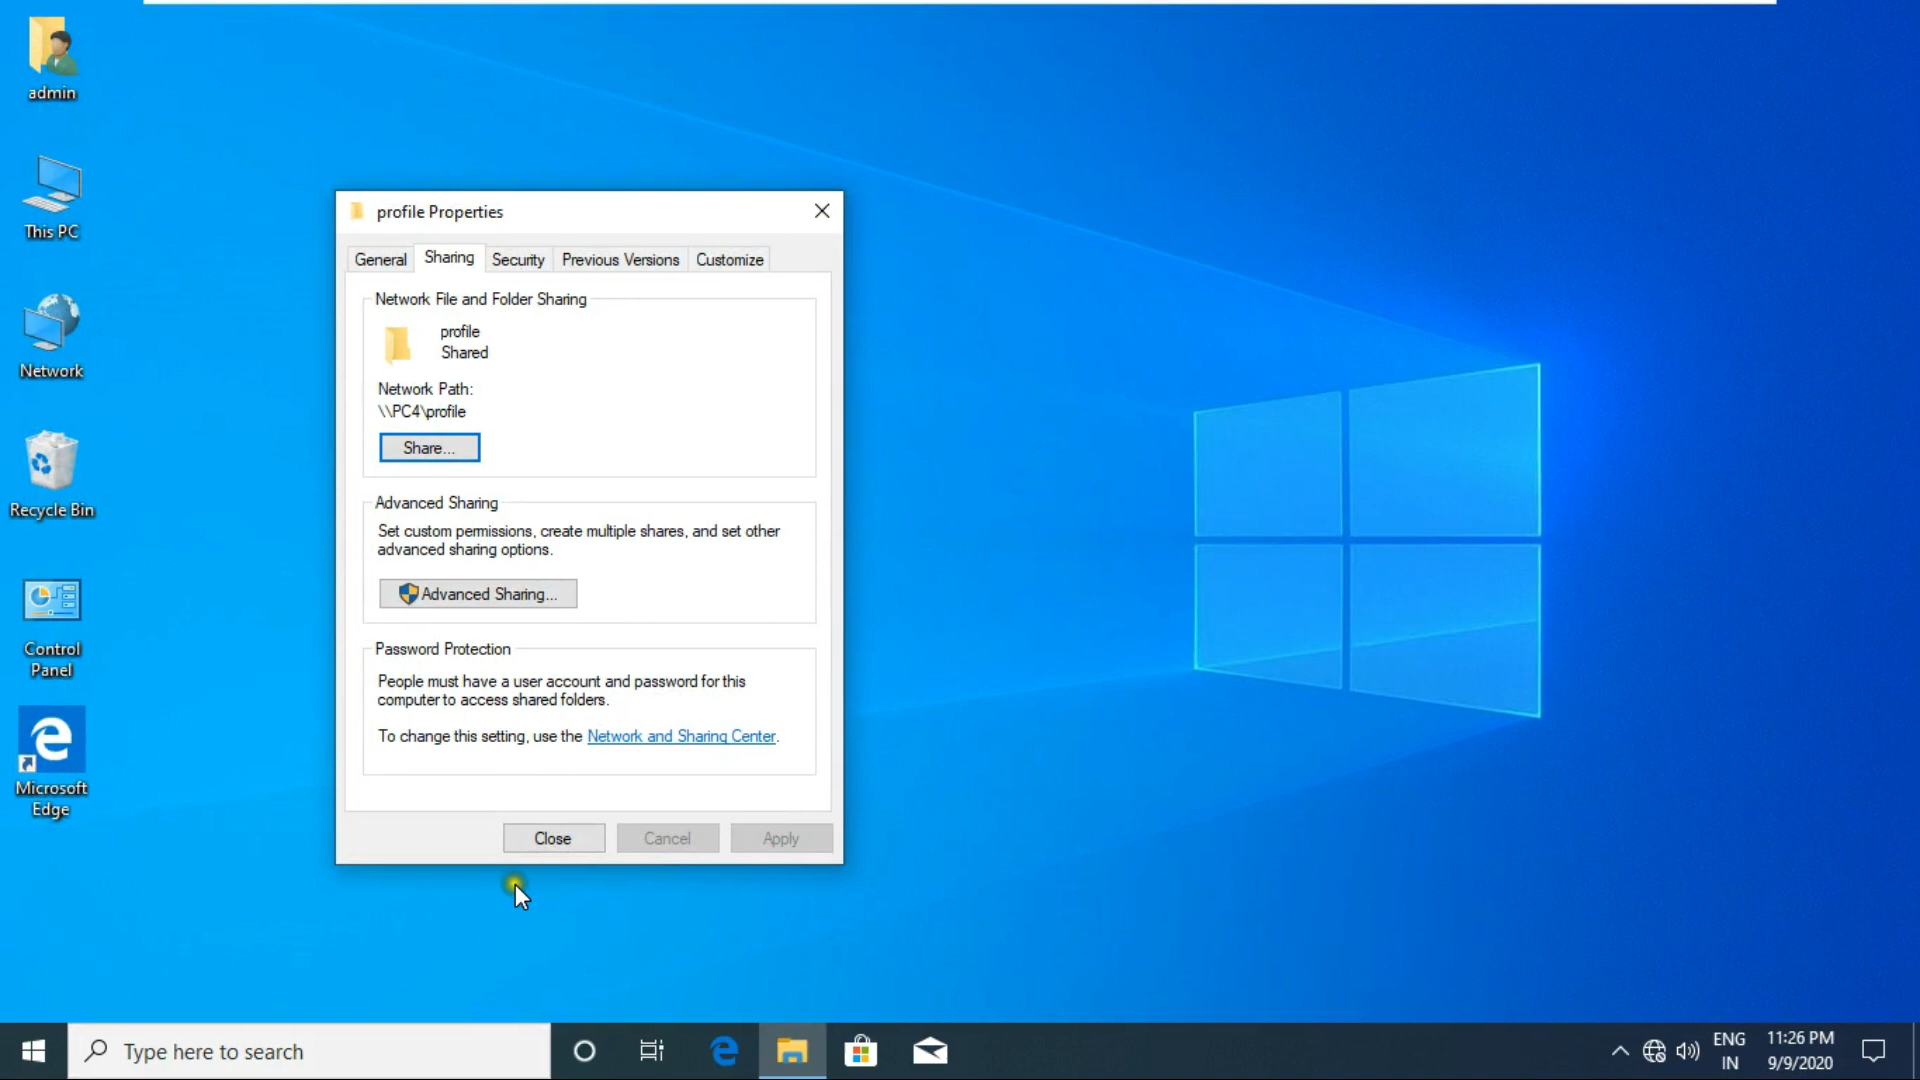 admin
This PC
Network
Recycle Bin
Control
Panel
Microsoft
Edge
profile Properties
General
Sharing
Security
Previous Versions
Customize
Network File and Folder Sharing
profile
Shared
Network Path:
\\PC4\profile
Share...
Advanced Sharing
Set custom permissions, create multiple shares, and set other
advanced sharing options.
Advanced Sharing...
Password Protection
People must have a user account and password for this
computer to access shared folders.
To change this setting, use the Network and Sharing Center.
Close
Cancel
Apply
Type here to search
ENG
IN
11:26 PM
9/9/2020